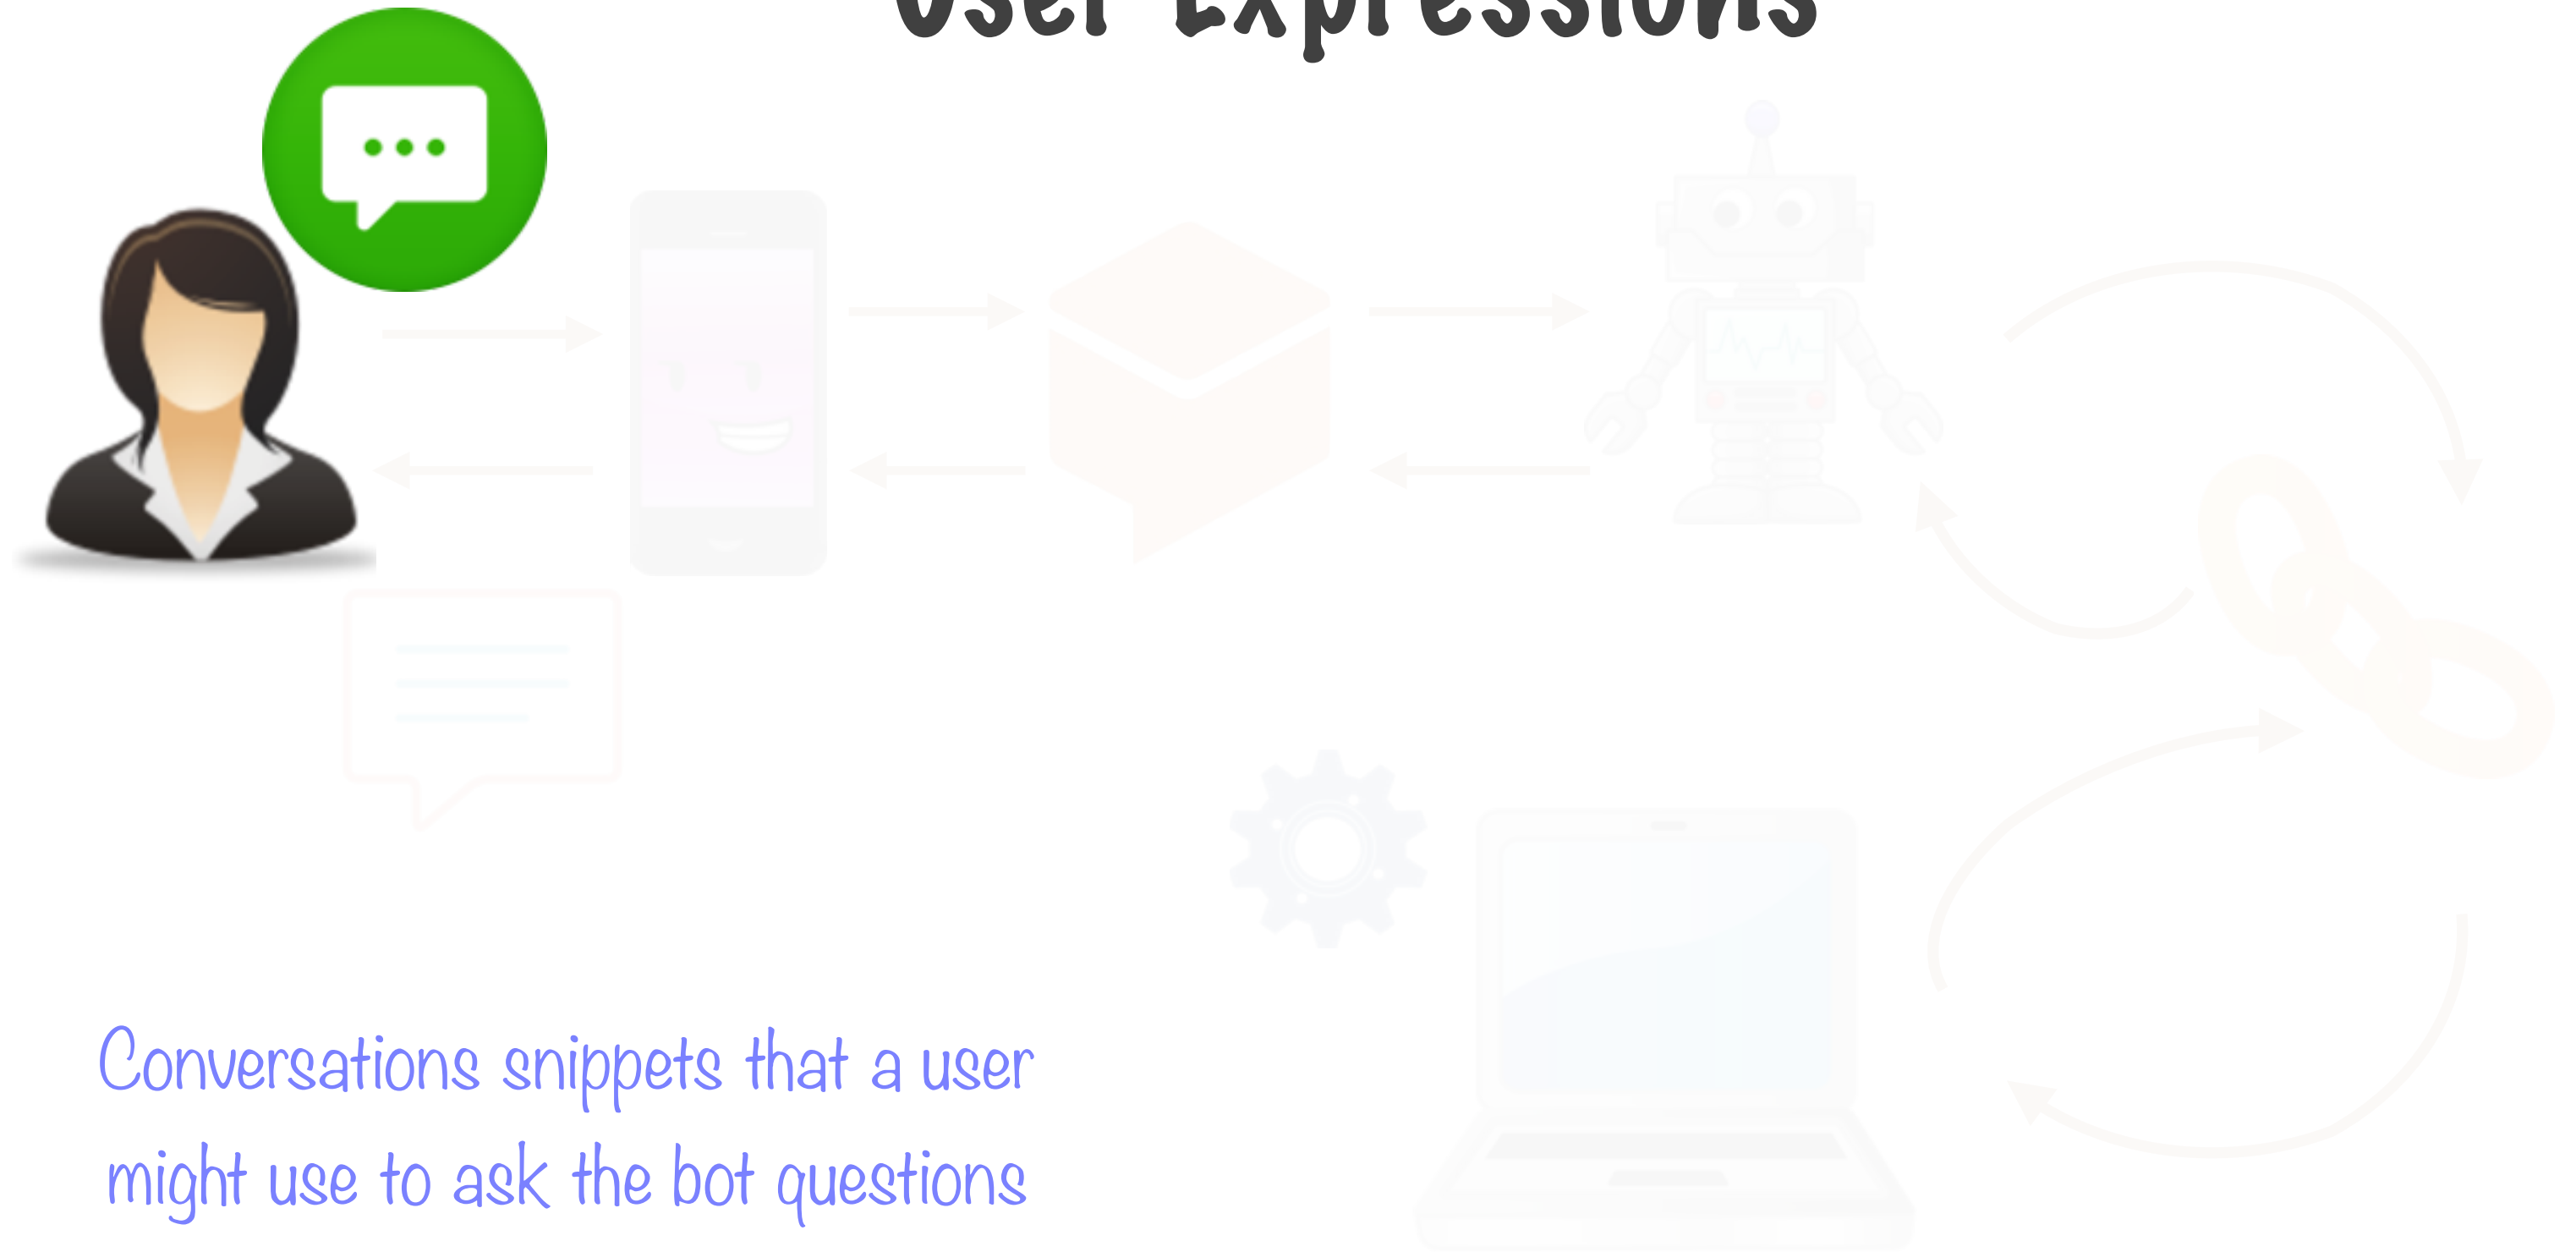 User Expressions
Conversations snippets that a user
might use to ask the bot questions